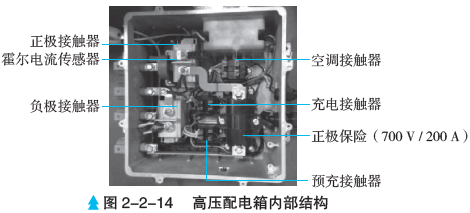 正极接触器
霍尔电流传感器
负极接触器
空调接触器
充电接触器
正极保险（700 V / 200 A）
预充接触器
图 2-2-14 高压配电箱内部结构